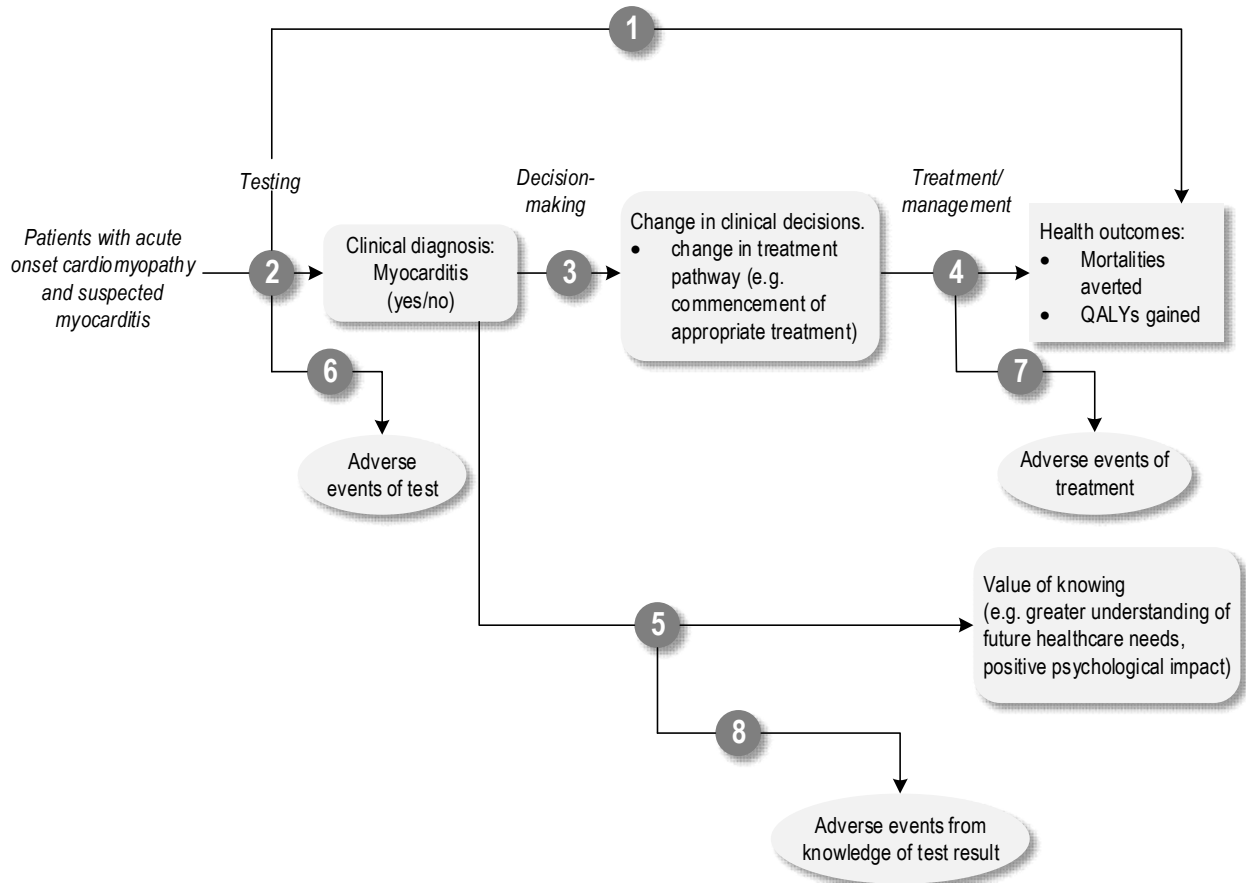 1
Testing
Decision-
making
Treatment/
management
Patients with acute
onset cardiomyopathy
and suspected
myocarditis
2
Clinical diagnosis:
Myocarditis
(yes/no)
3
Change in clinical decisions.
• change in treatment
pathway (e.g.
commencement of
appropriate treatment)
4
Health outcomes:
• Mortalities
averted
• QALYs gained
6
7
Adverse
events of test
Adverse events of
treatment
5
Value of knowing
(e.g. greater understanding of
future healthcare needs,
positive psychological impact)
8
Adverse events from
knowledge of test result